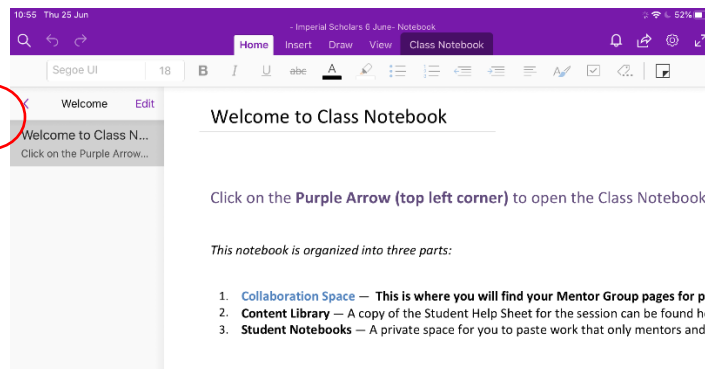 10:55 Thu 25 Jun
52%
- Imperial Scholars 6 June- Notebook
Home Insert Draw View Class Notebook
Segoe UI 18 B I U abc A
Welcome Edit
Welcome to Class N...
Click on the Purple Arrow...
Welcome to Class Notebook
Click on the Purple Arrow (top left corner) to open the Class Notebook
This notebook is organized into three parts:
1. Collaboration Space — This is where you will find your Mentor Group pages for p
2. Content Library — A copy of the Student Help Sheet for the session can be found h
3. Student Notebooks — A private space for you to paste work that only mentors and